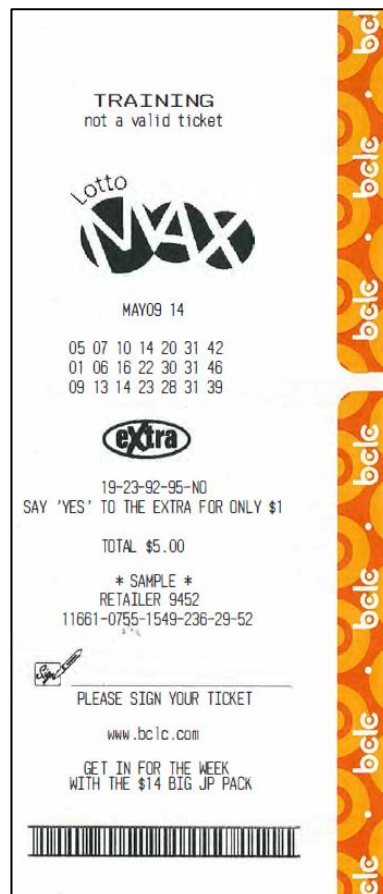 TRAINING
not a valid ticket
Lotto
MAX
MAY09 14
05 07 10 14 20 31 42
01 06 16 22 30 31 46
09 13 14 23 28 31 39
extra
19-23-92-95-NO
SAY 'YES' TO THE EXTRA FOR ONLY $1
TOTAL $5.00
* SAMPLE *
RETAILER 9452
11661-0755-1549-236-29-52
Sign
PLEASE SIGN YOUR TICKET
www.bclc.com
GET IN FOR THE WEEK
WITH THE $14 BIG JP PACK
bclc
bclc
bclc
bclc
bclc
bclc
bclc